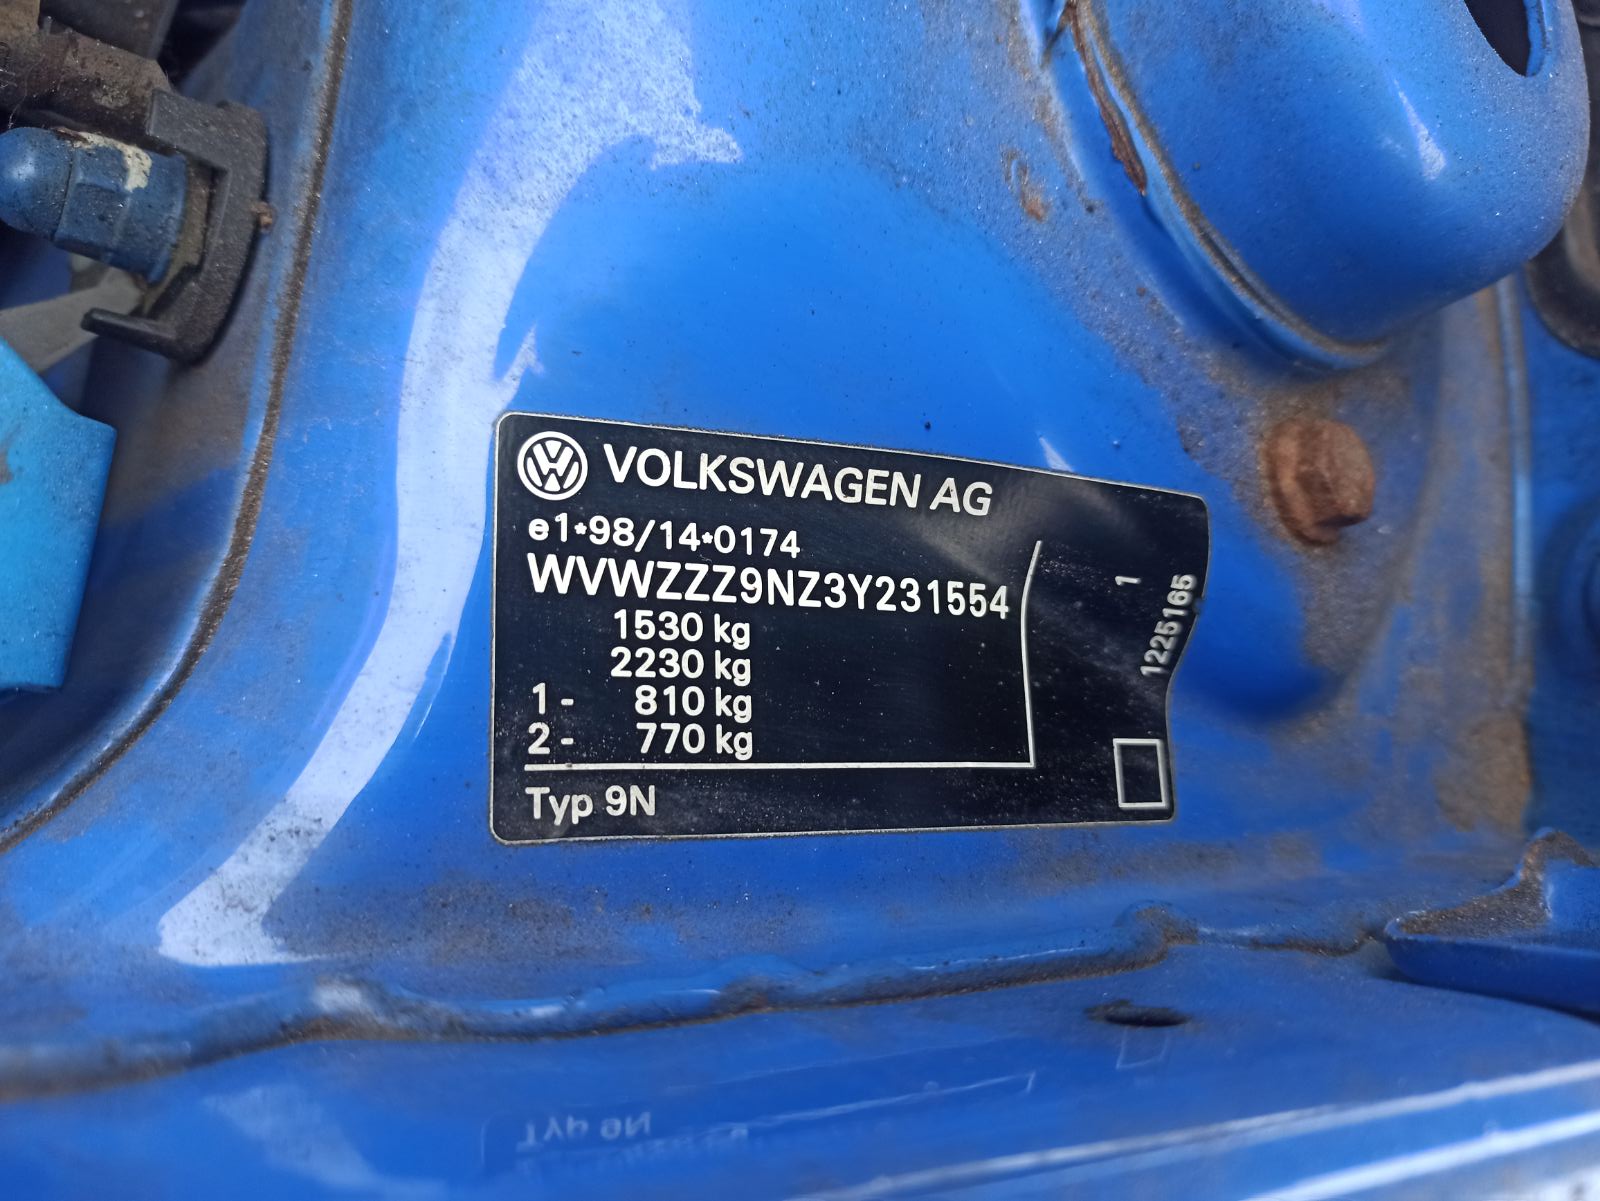 VOLKSWAGEN AG
e1*98/14*0174
WVWZZZ9NZ3Y231554
1530 kg
2230 kg
1 - 810 kg
2 - 770 kg
Typ 9N
1
1225165